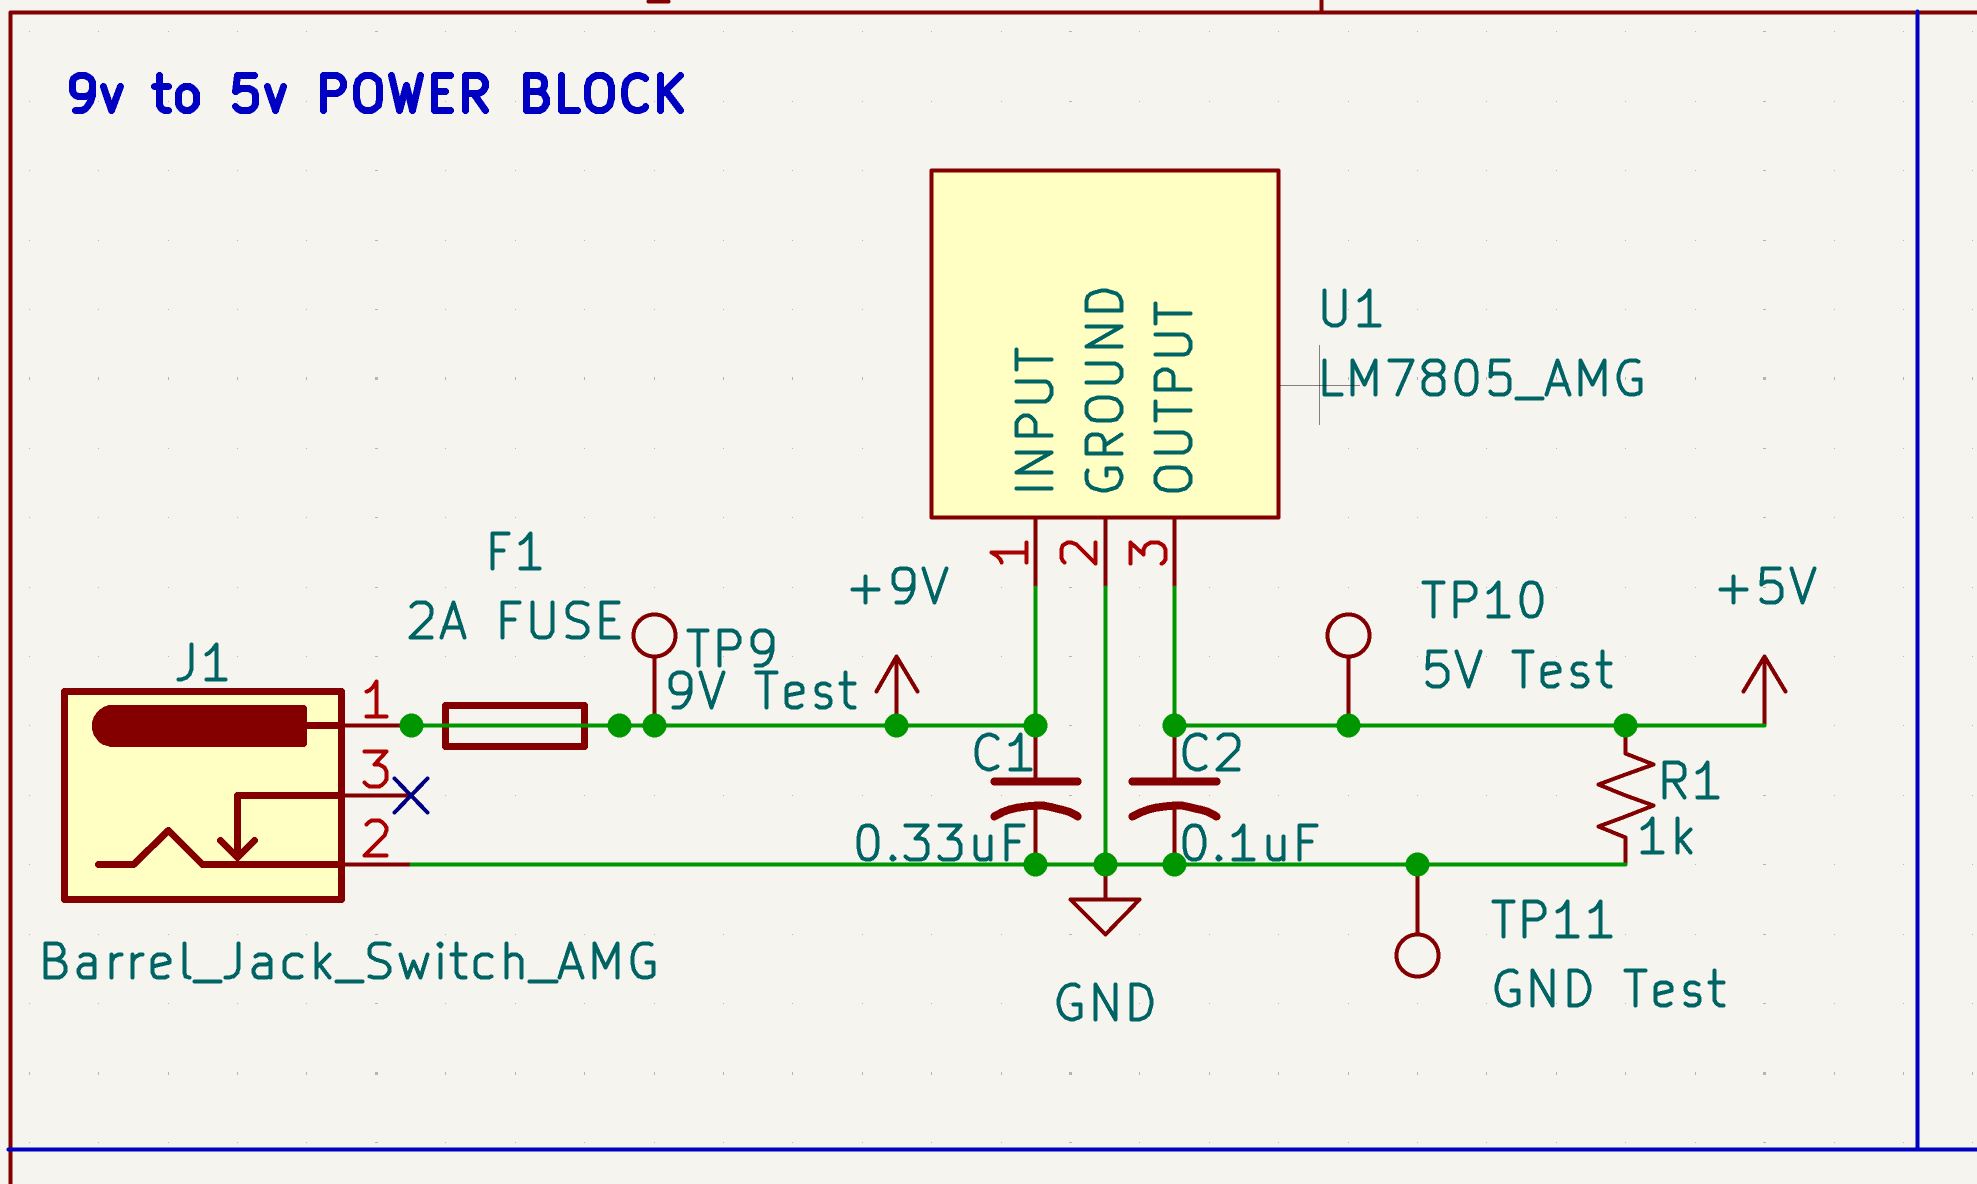 9v to 5v POWER BLOCK
INPUT
GROUND
OUTPUT
U1
LM7805_AMG
1
2
3
F1
2A FUSE
TP9
9V Test
+9V
TP10
5V Test
+5V
J1
1
3
2
C1
0.33uF
C2
0.1uF
R1
1k
Barrel_Jack_Switch_AMG
GND
TP11
GND Test